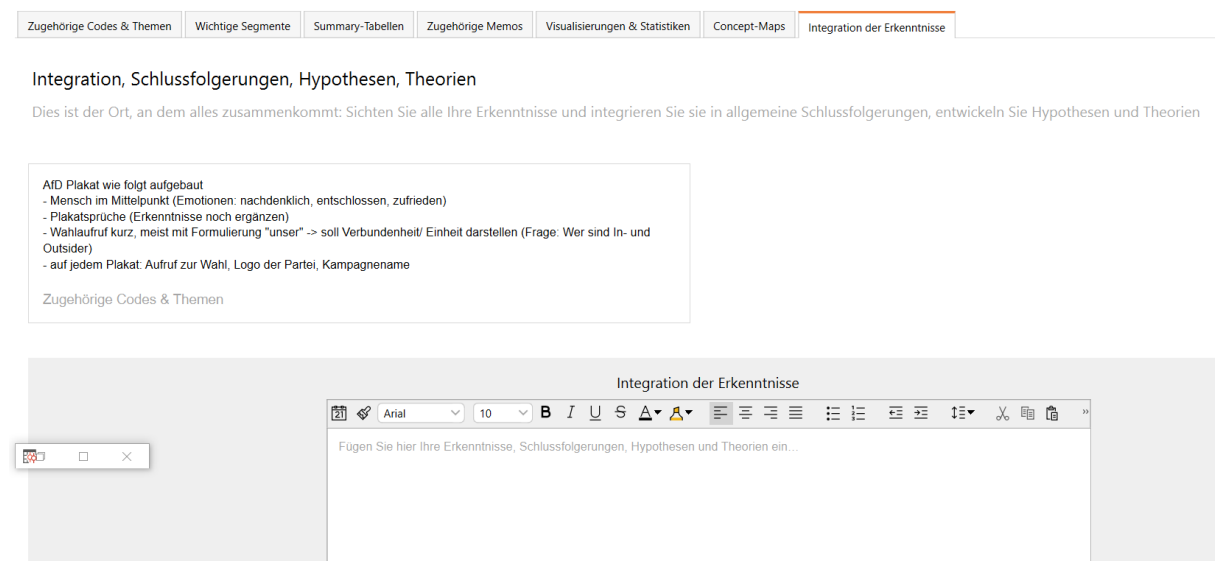 Zugehörige Codes & Themen
Wichtige Segmente
Summary-Tabellen
Zugehörige Memos
Visualisierungen & Statistiken
Concept-Maps
Integration der Erkenntnisse
Integration, Schlussfolgerungen, Hypothesen, Theorien
Dies ist der Ort, an dem alles zusammenkommt: Sichten Sie alle Ihre Erkenntnisse und integrieren Sie sie in allgemeine Schlussfolgerungen, entwickeln Sie Hypothesen und Theorien
AfD Plakat wie folgt aufgebaut
- Mensch im Mittelpunkt (Emotionen: nachdenklich, entschlossen, zufrieden)
- Plakatsprüche (Erkenntnisse noch ergänzen)
- Wahlaufruf kurz, meist mit Formulierung "unser" -> soll Verbundenheit/ Einheit darstellen (Frage: Wer sind In- und
Outsider)
- auf jedem Plakat: Aufruf zur Wahl, Logo der Partei, Kampagnename
Zugehörige Codes & Themen
Integration der Erkenntnisse
21 Arial 10 B I U S A
Fügen Sie hier Ihre Erkenntnisse, Schlussfolgerungen, Hypothesen und Theorien ein...